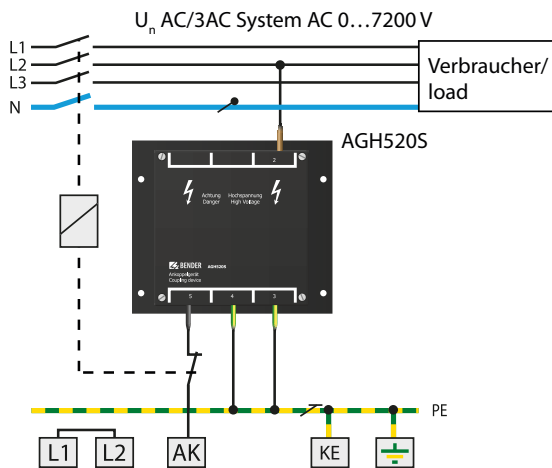 Un AC/3AC System AC 0…7200 V
L1
L2
L3
N
Verbraucher/
load
AGH520S
2
Achtung Hochspannung
Danger High Voltage
BENDER AGH520S
Ankoppelgerät
Coupling device
5 4 3
PE
L1 L2 AK KE